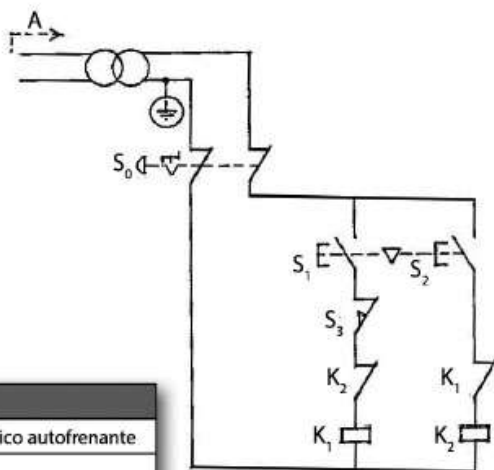 A
S₀
S₁
S₂
S₃
K₂
K₁
K₁
K₂
ico autofrenante